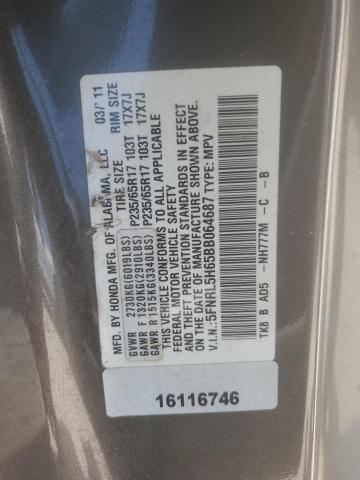 MFG. BY HONDA MFG. OF ALABAMA, LLC 03/'11
TIRE SIZE RIM SIZE
GVWR 2730KG(6019LBS)
GAWR F 1320KG(2910LBS) P235/65R17 103T 17X7J
GAWR R 1515KG(3340LBS) P235/65R17 103T 17X7J
THIS VEHICLE CONFORMS TO ALL APPLICABLE
FEDERAL MOTOR VEHICLE SAFETY
AND THEFT PREVENTION STANDARDS IN EFFECT
ON THE DATE OF MANUFACTURE SHOWN ABOVE.
V.I.N.:5FNRL5H65BB064687 TYPE: MPV
TK8 B AD5 -NH777M -C -B
16116746